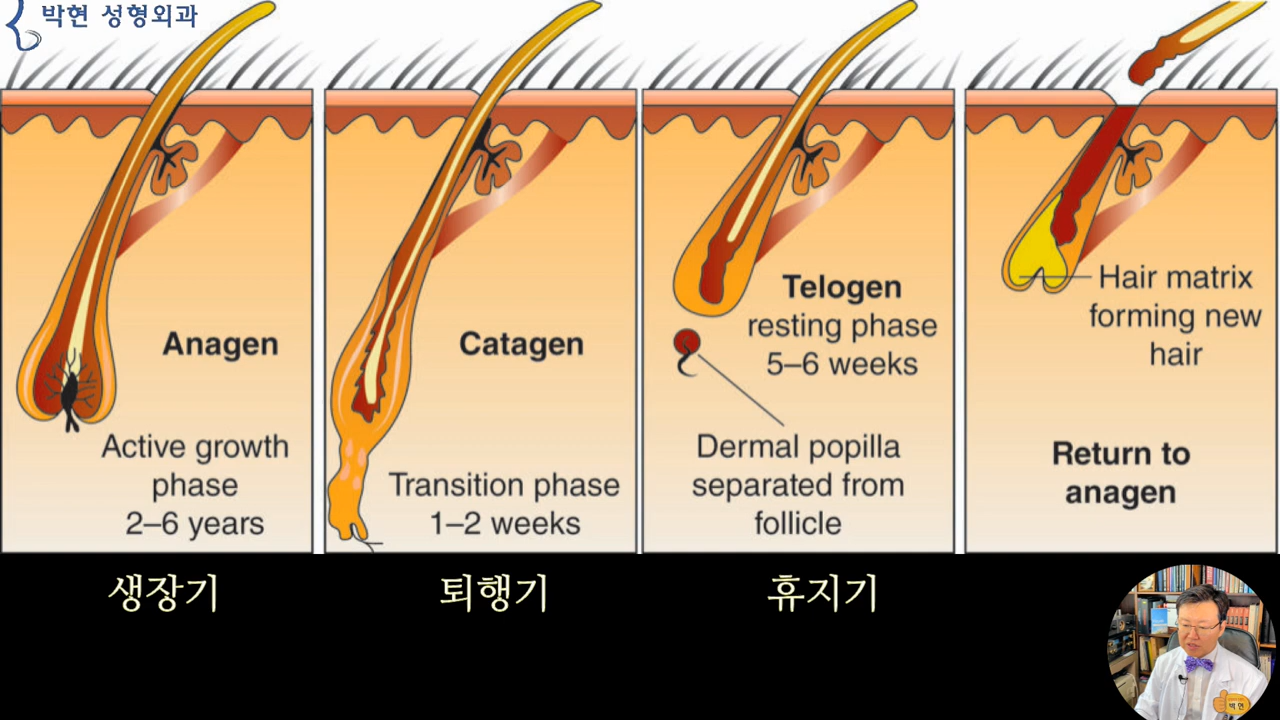 박현 성형외과
Anagen
Active growth
phase
2–6 years
Catagen
Transition phase
1–2 weeks
Telogen
resting phase
5–6 weeks
Dermal popilla
separated from
follicle
Hair matrix
forming new
hair
Return to
anagen
생장기
퇴행기
휴지기
박현